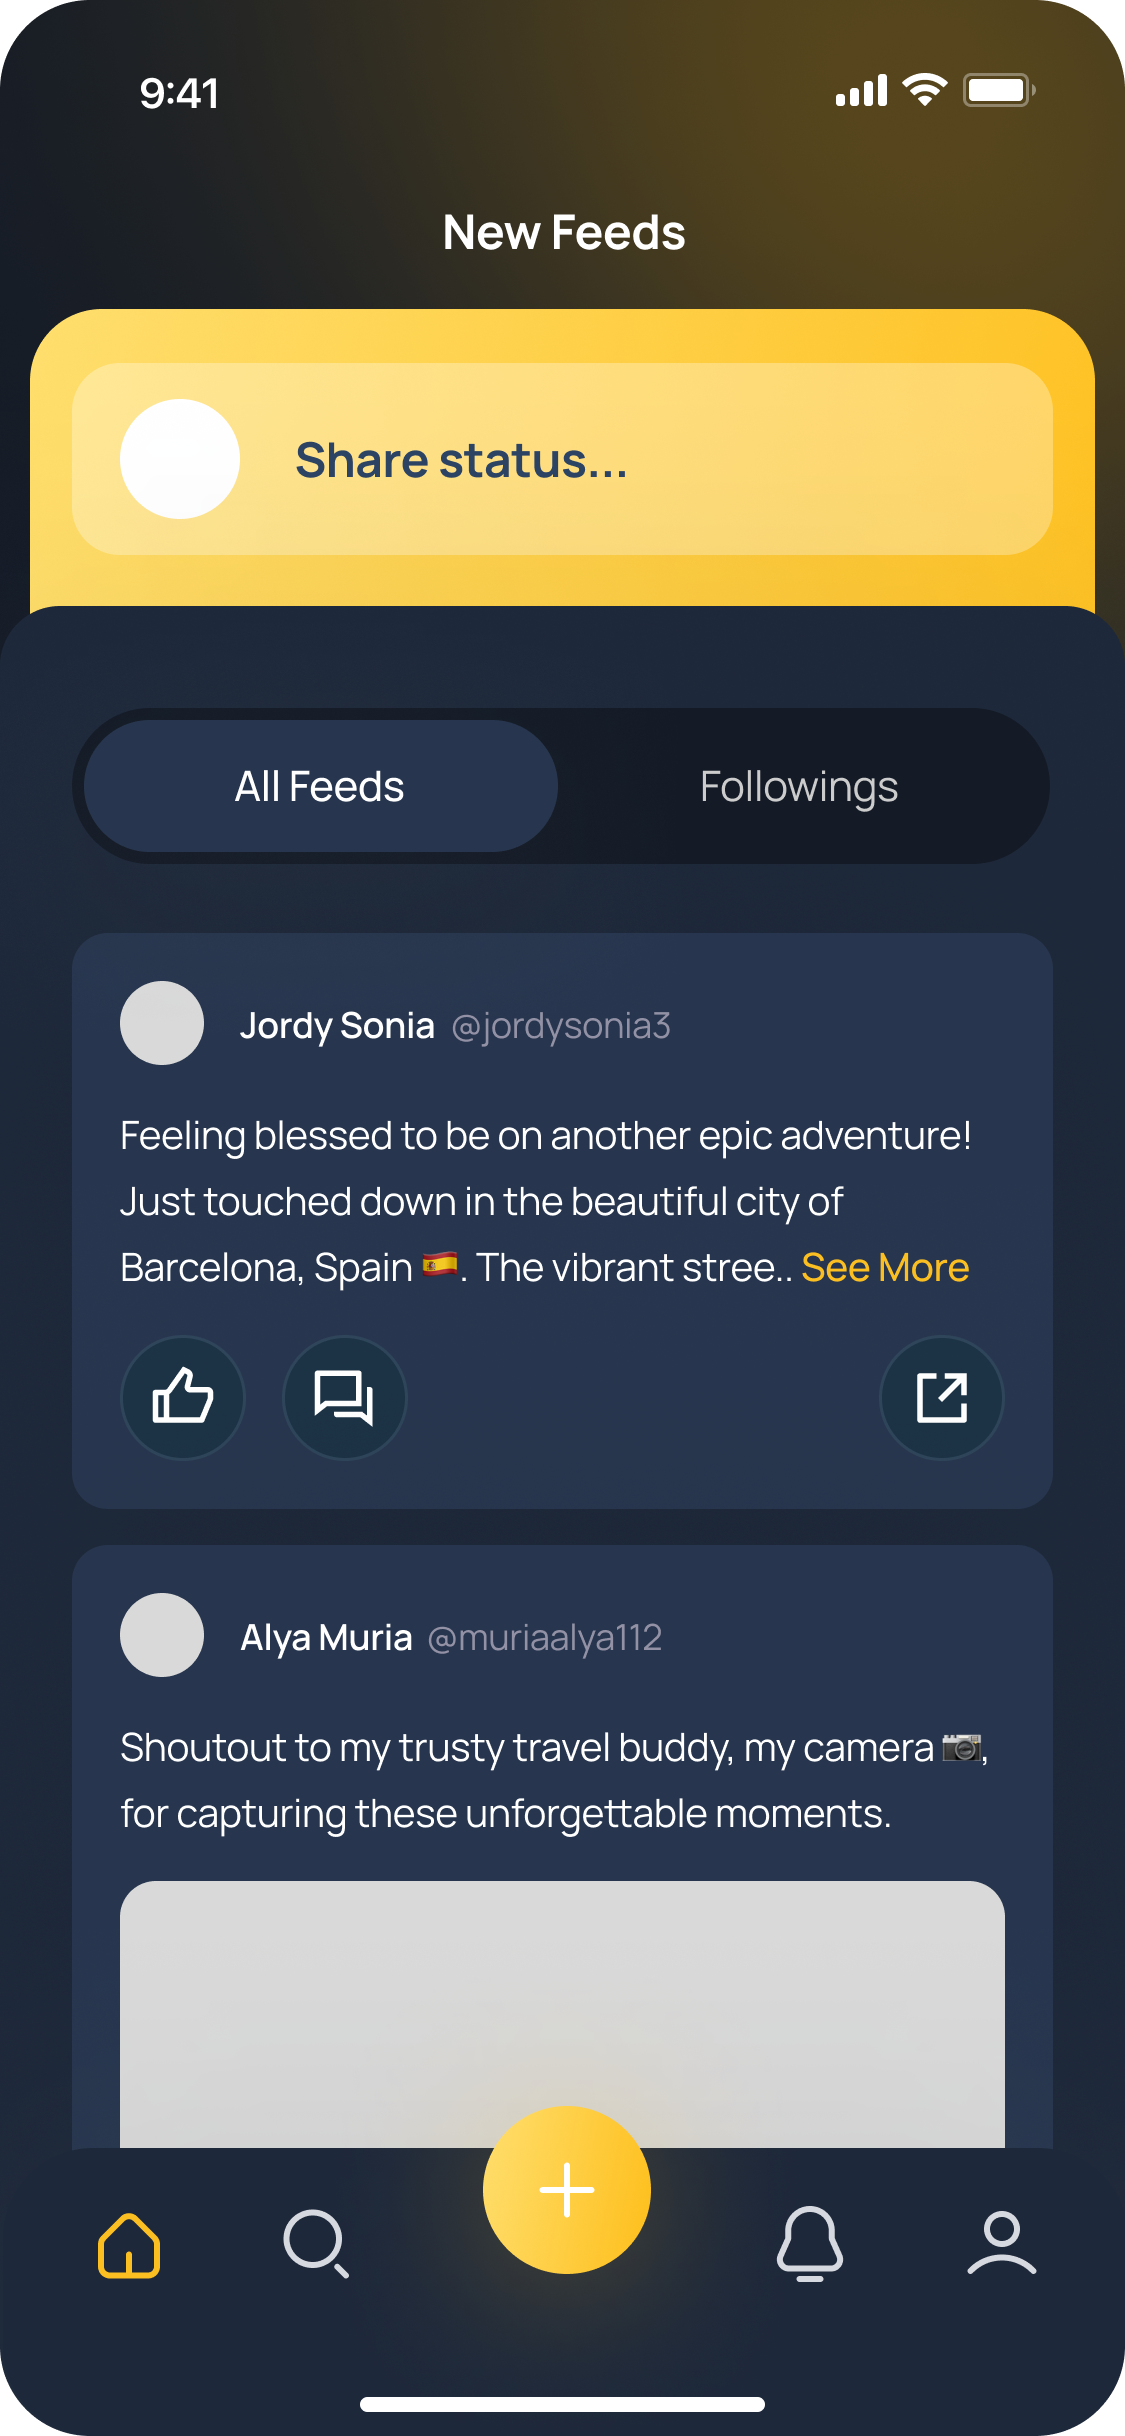 9:41
New Feeds
Share status...
All Feeds
Followings
Jordy Sonia @jordysonia3
Feeling blessed to be on another epic adventure!
Just touched down in the beautiful city of
Barcelona, Spain 🇪🇸. The vibrant stree.. See More
Alya Muria @muriaalya112
Shoutout to my trusty travel buddy, my camera 📷,
for capturing these unforgettable moments.